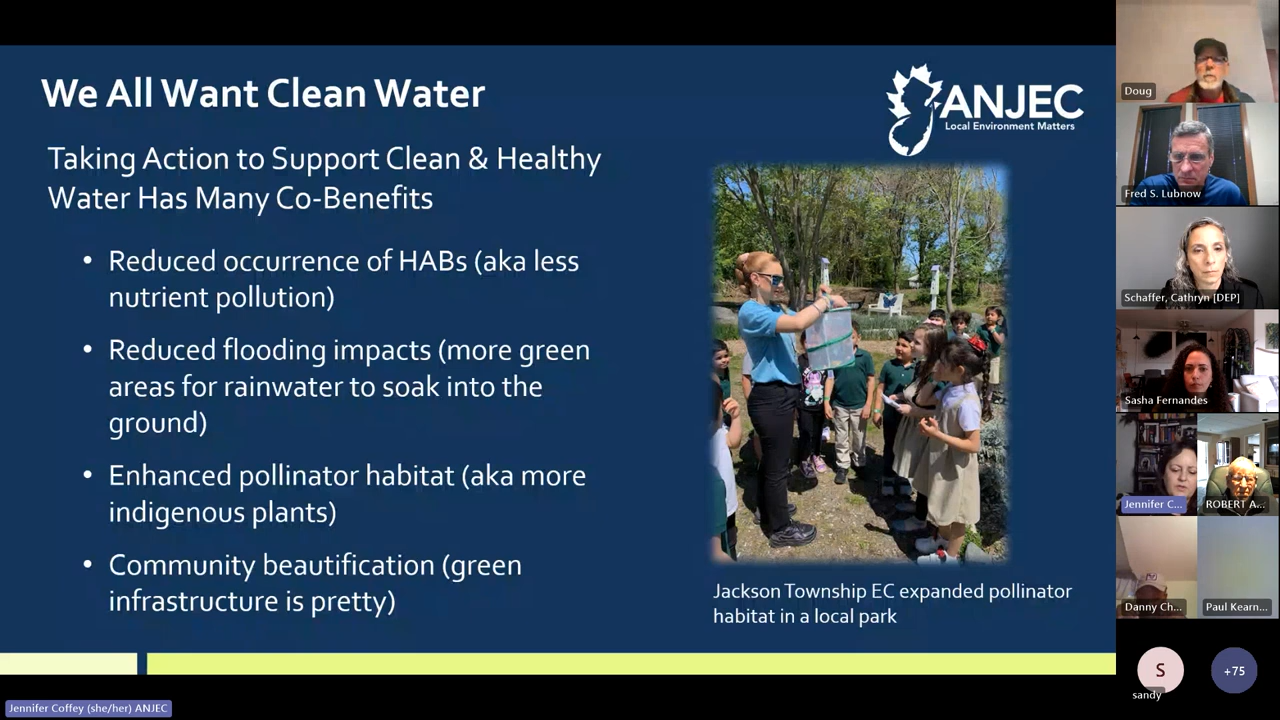 We All Want Clean Water
ANJEC
Local Environment Matters
Taking Action to Support Clean & Healthy
Water Has Many Co-Benefits
• Reduced occurrence of HABs (aka less
nutrient pollution)
• Reduced flooding impacts (more green
areas for rainwater to soak into the
ground)
• Enhanced pollinator habitat (aka more
indigenous plants)
• Community beautification (green
infrastructure is pretty)
Jackson Township EC expanded pollinator
habitat in a local park
Doug
Fred S. Lubnow
Schaffer, Cathryn [DEP]
Sasha Fernandes
Jennifer C...
ROBERT A...
Danny Ch...
Paul Kearn...
S
sandy
+75
Jennifer Coffey (she/her) ANJEC